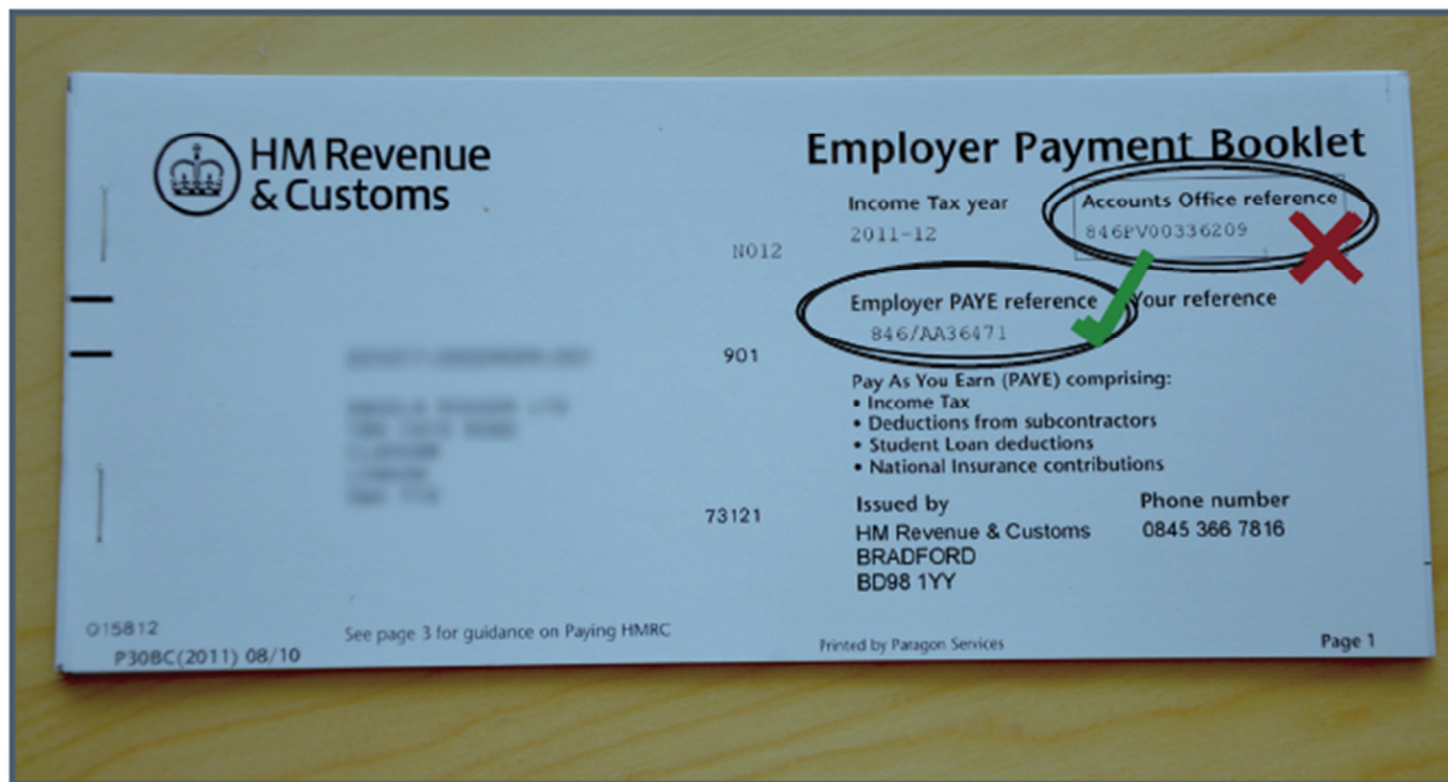 HM Revenue
& Customs
Employer Payment Booklet
Income Tax year
2011-12
Accounts Office reference
846PV00336209
N012
Employer PAYE reference
846/AA36471
Your reference
901
Pay As You Earn (PAYE) comprising:
• Income Tax
• Deductions from subcontractors
• Student Loan deductions
• National Insurance contributions
73121
Issued by
HM Revenue & Customs
BRADFORD
BD98 1YY
Phone number
0845 366 7816
015812
P30BC(2011) 08/10
See page 3 for guidance on Paying HMRC
Printed by Paragon Services
Page 1